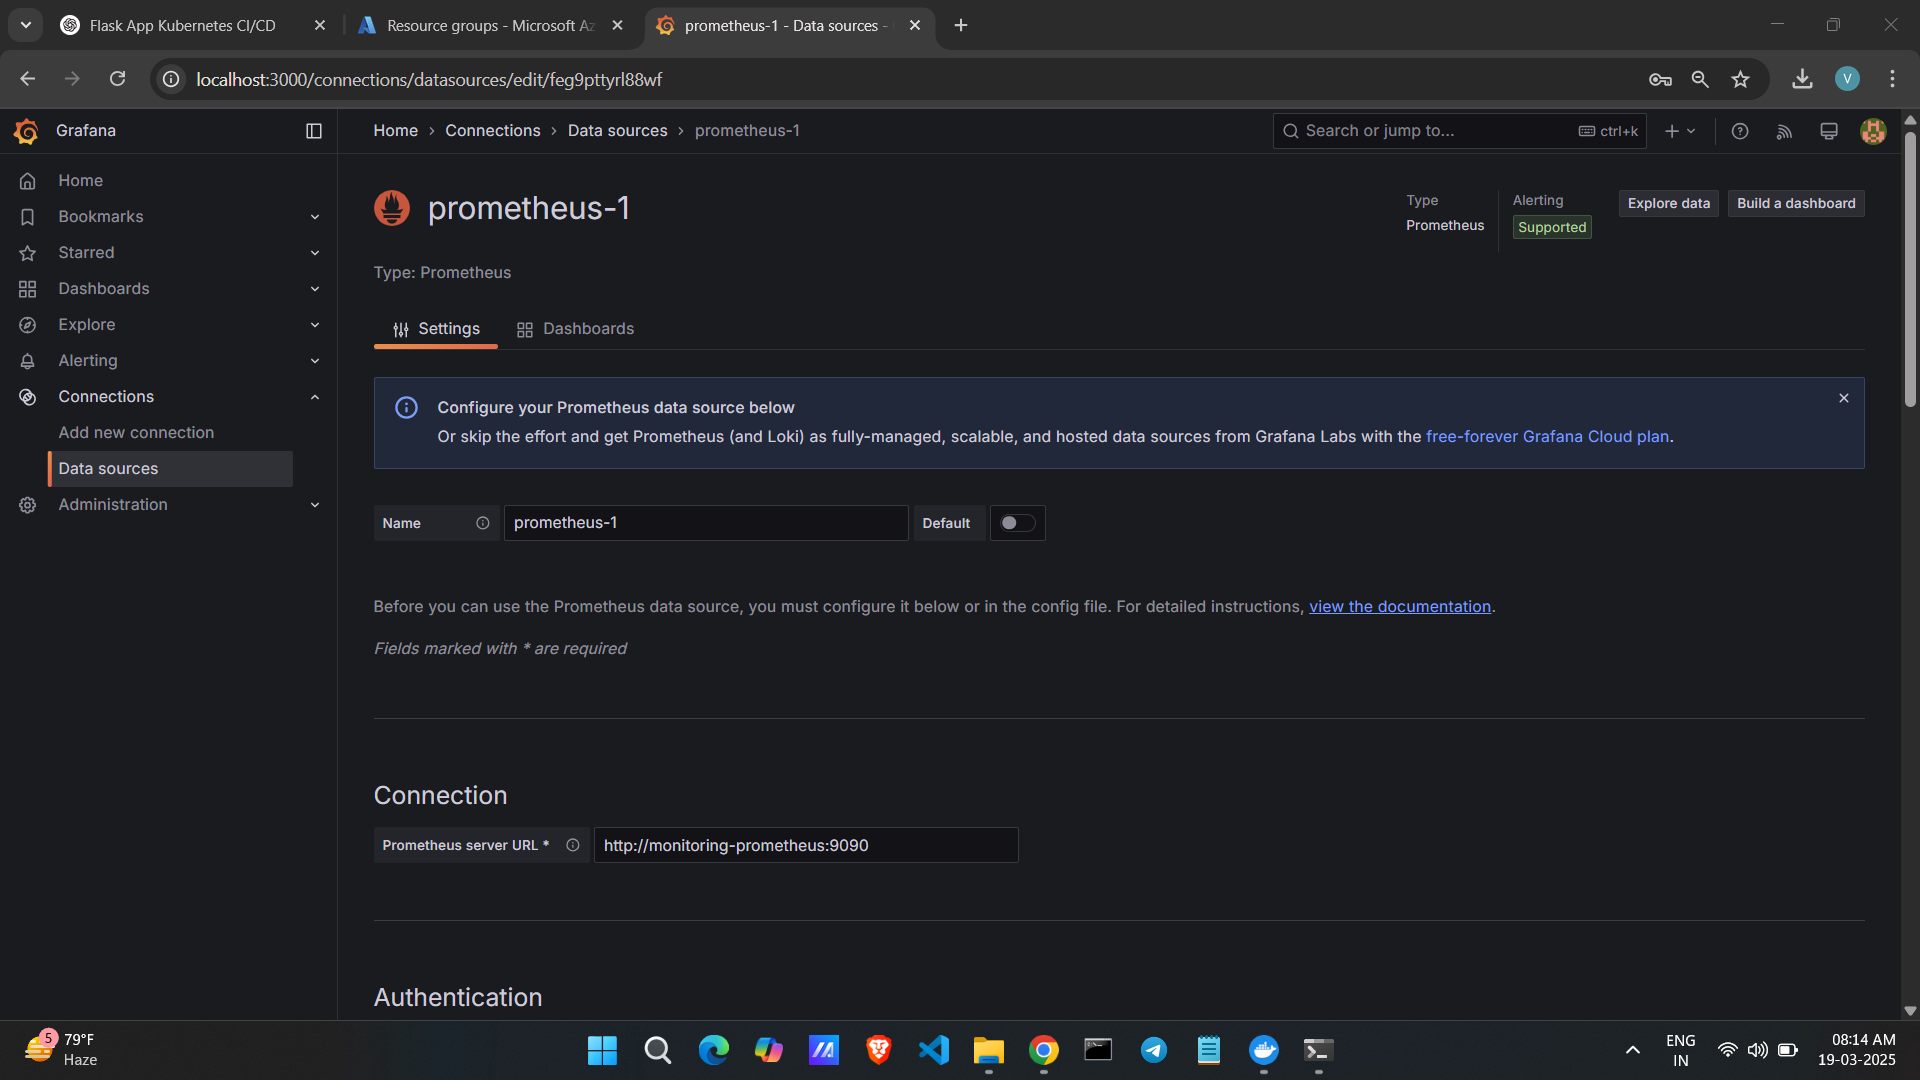 Flask App Kubernetes CI/CD
Resource groups - Microsoft Az
prometheus-1 - Data sources -
localhost:3000/connections/datasources/edit/feg9pttyrl88wf
V
Grafana
Home › Connections › Data sources › prometheus-1
Search or jump to...
ctrl+k
Home
Bookmarks
Starred
Dashboards
Explore
Alerting
Connections
Add new connection
Data sources
Administration
prometheus-1
Type
Prometheus
Alerting
Supported
Explore data
Build a dashboard
Type: Prometheus
Settings
Dashboards
Configure your Prometheus data source below
Or skip the effort and get Prometheus (and Loki) as fully-managed, scalable, and hosted data sources from Grafana Labs with the free-forever Grafana Cloud plan.
Name
prometheus-1
Default
Before you can use the Prometheus data source, you must configure it below or in the config file. For detailed instructions, view the documentation.
Fields marked with * are required
Connection
Prometheus server URL *
http://monitoring-prometheus:9090
Authentication
5
79°F
Haze
ENG
IN
08:14 AM
19-03-2025